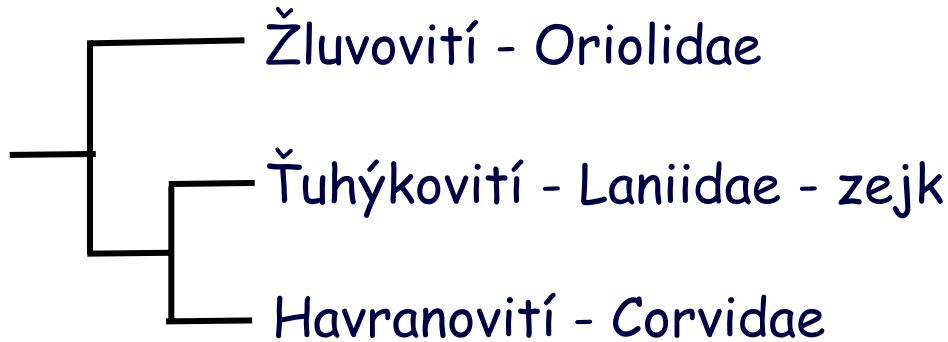 Žluvovití - Oriolidae
Ťuhýkovití - Laniidae - zejk
Havranovití - Corvidae